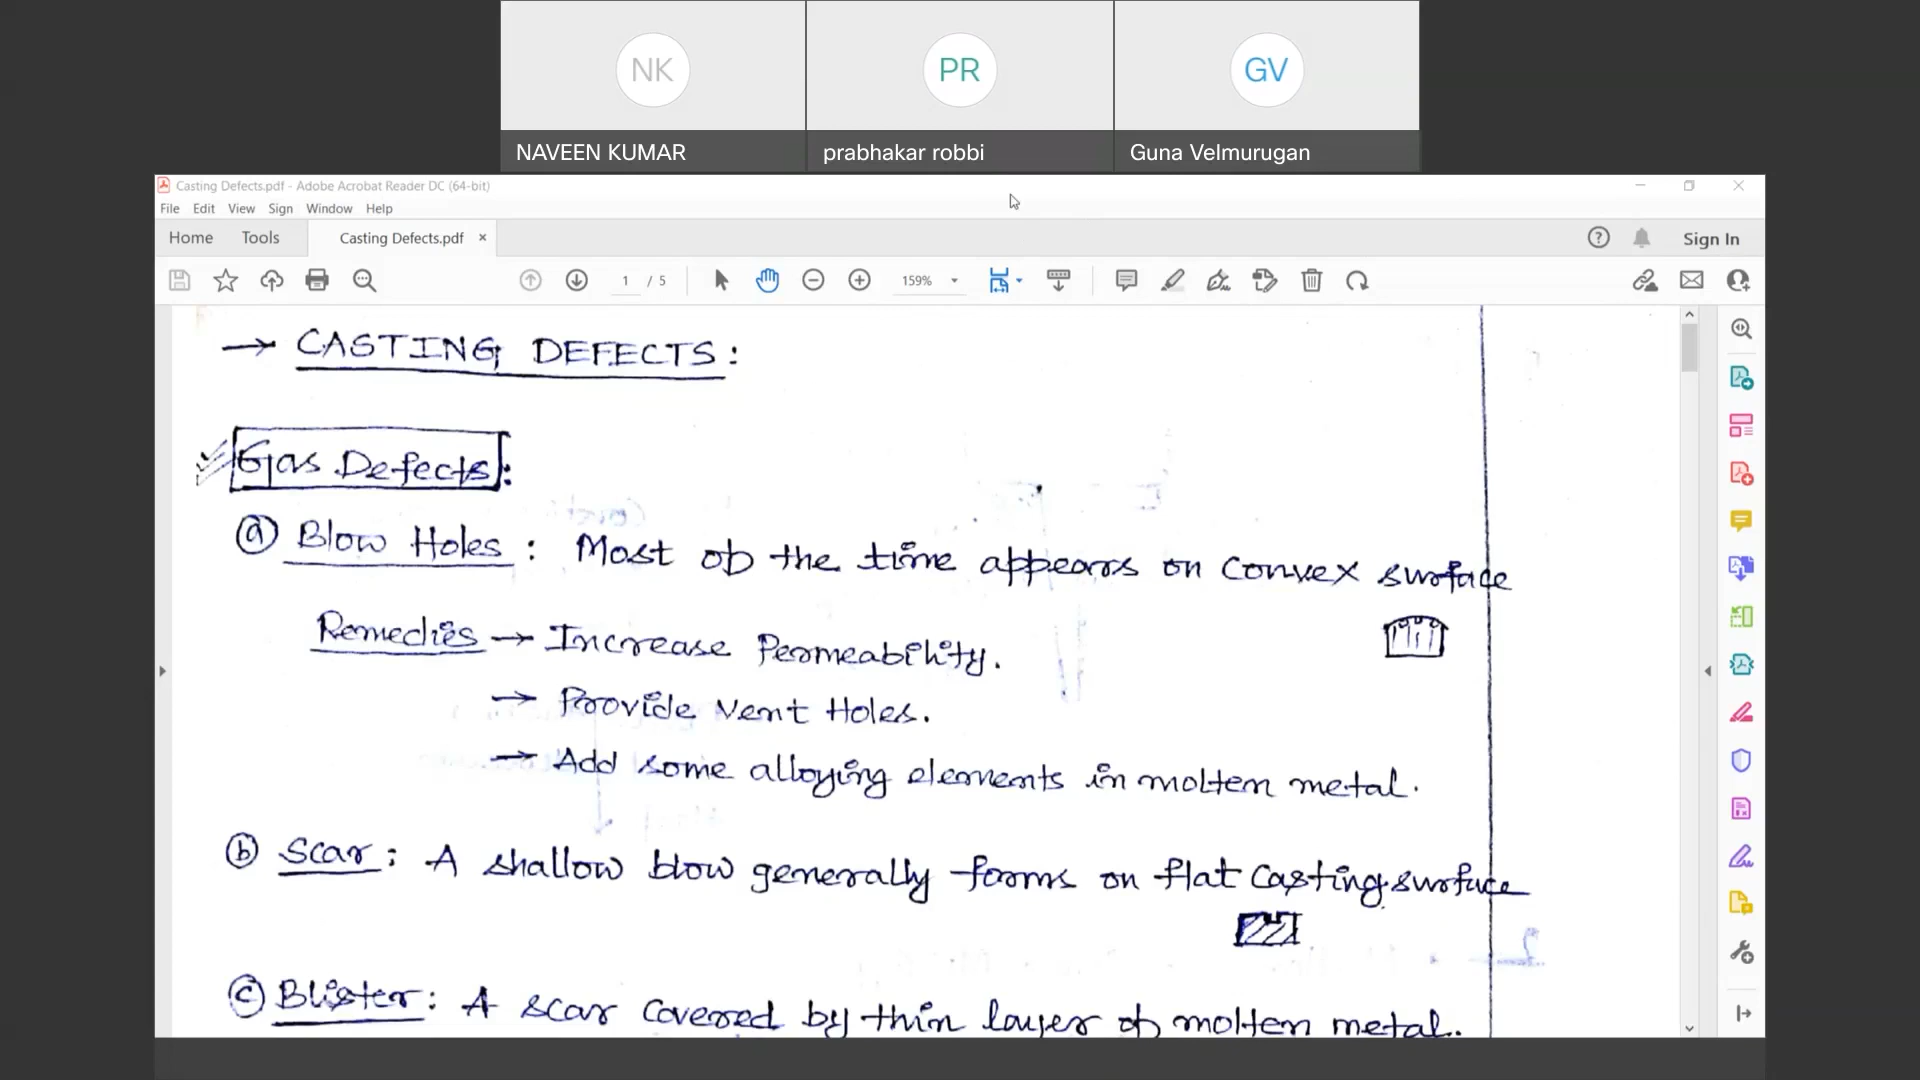 NK
PR
GV
NAVEEN KUMAR
prabhakar robbi
Guna Velmurugan
Casting Defects.pdf - Adobe Acrobat Reader DC (64-bit)
File Edit View Sign Window Help
Home Tools Casting Defects.pdf × Sign In
1 / 5 159%
→ CASTING DEFECTS:
Gas Defects:
ⓐ Blow Holes : Most of the time appears on convex surface
Remedies → Increase Permeability.
→ Provide Vent Holes.
→ Add some alloying elements in molten metal.
ⓑ Scar : A shallow blow generally forms on flat casting surface
ⓒ Blister : A scar covered by thin layer of molten metal.